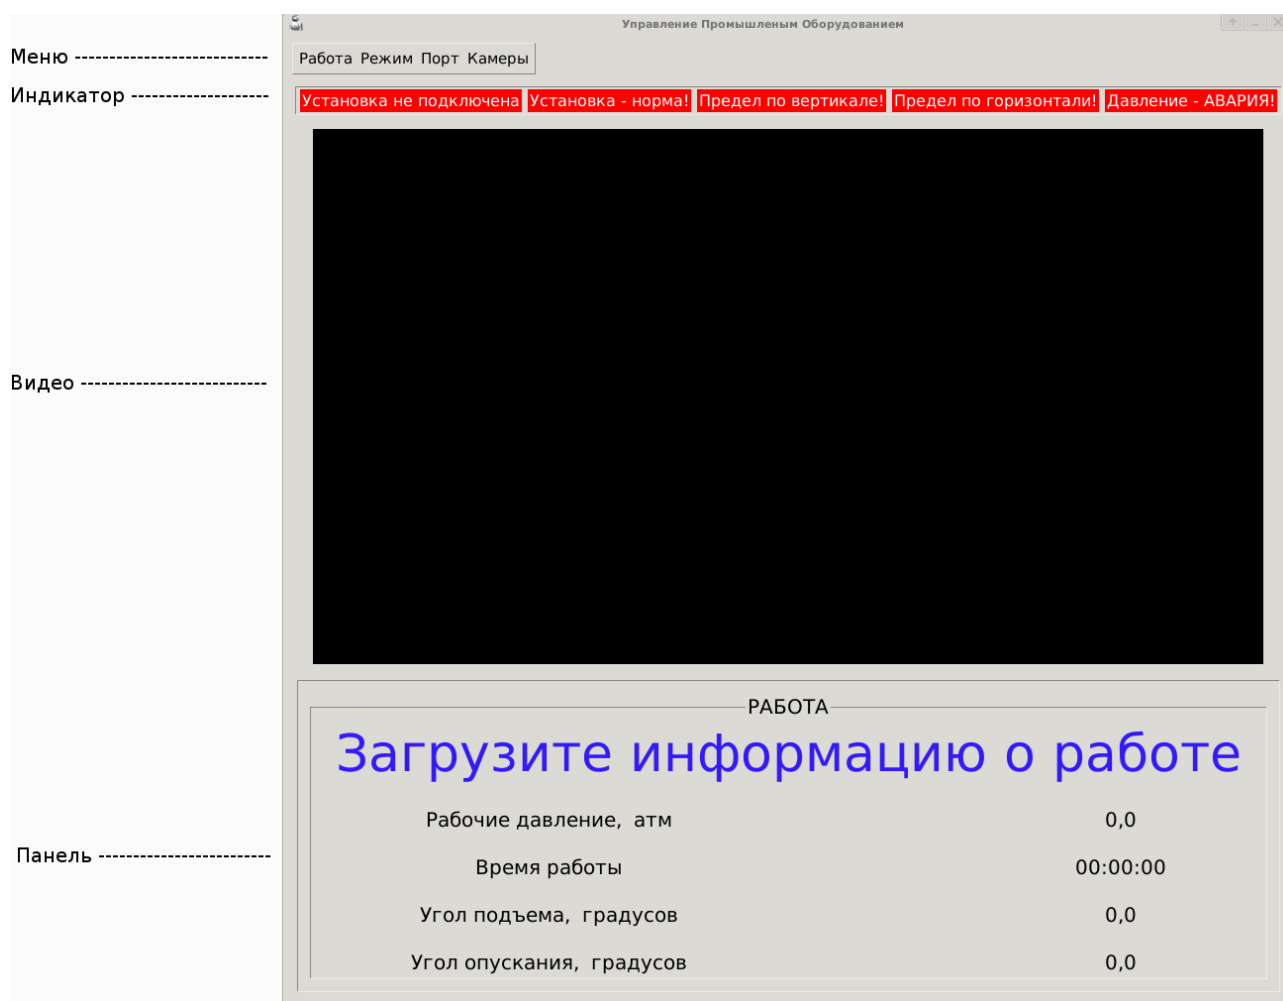 Управление Промышленым Оборудованием
Меню ----------------------------
Работа Режим Порт Камеры
Индикатор --------------------
Установка не подключена Установка - норма! Предел по вертикале! Предел по горизонтали! Давление - АВАРИЯ!
Видео ---------------------------
РАБОТА
Загрузите информацию о работе
Рабочие давление, атм 0,0
Панель -------------------------
Время работы 00:00:00
Угол подъема, градусов 0,0
Угол опускания, градусов 0,0